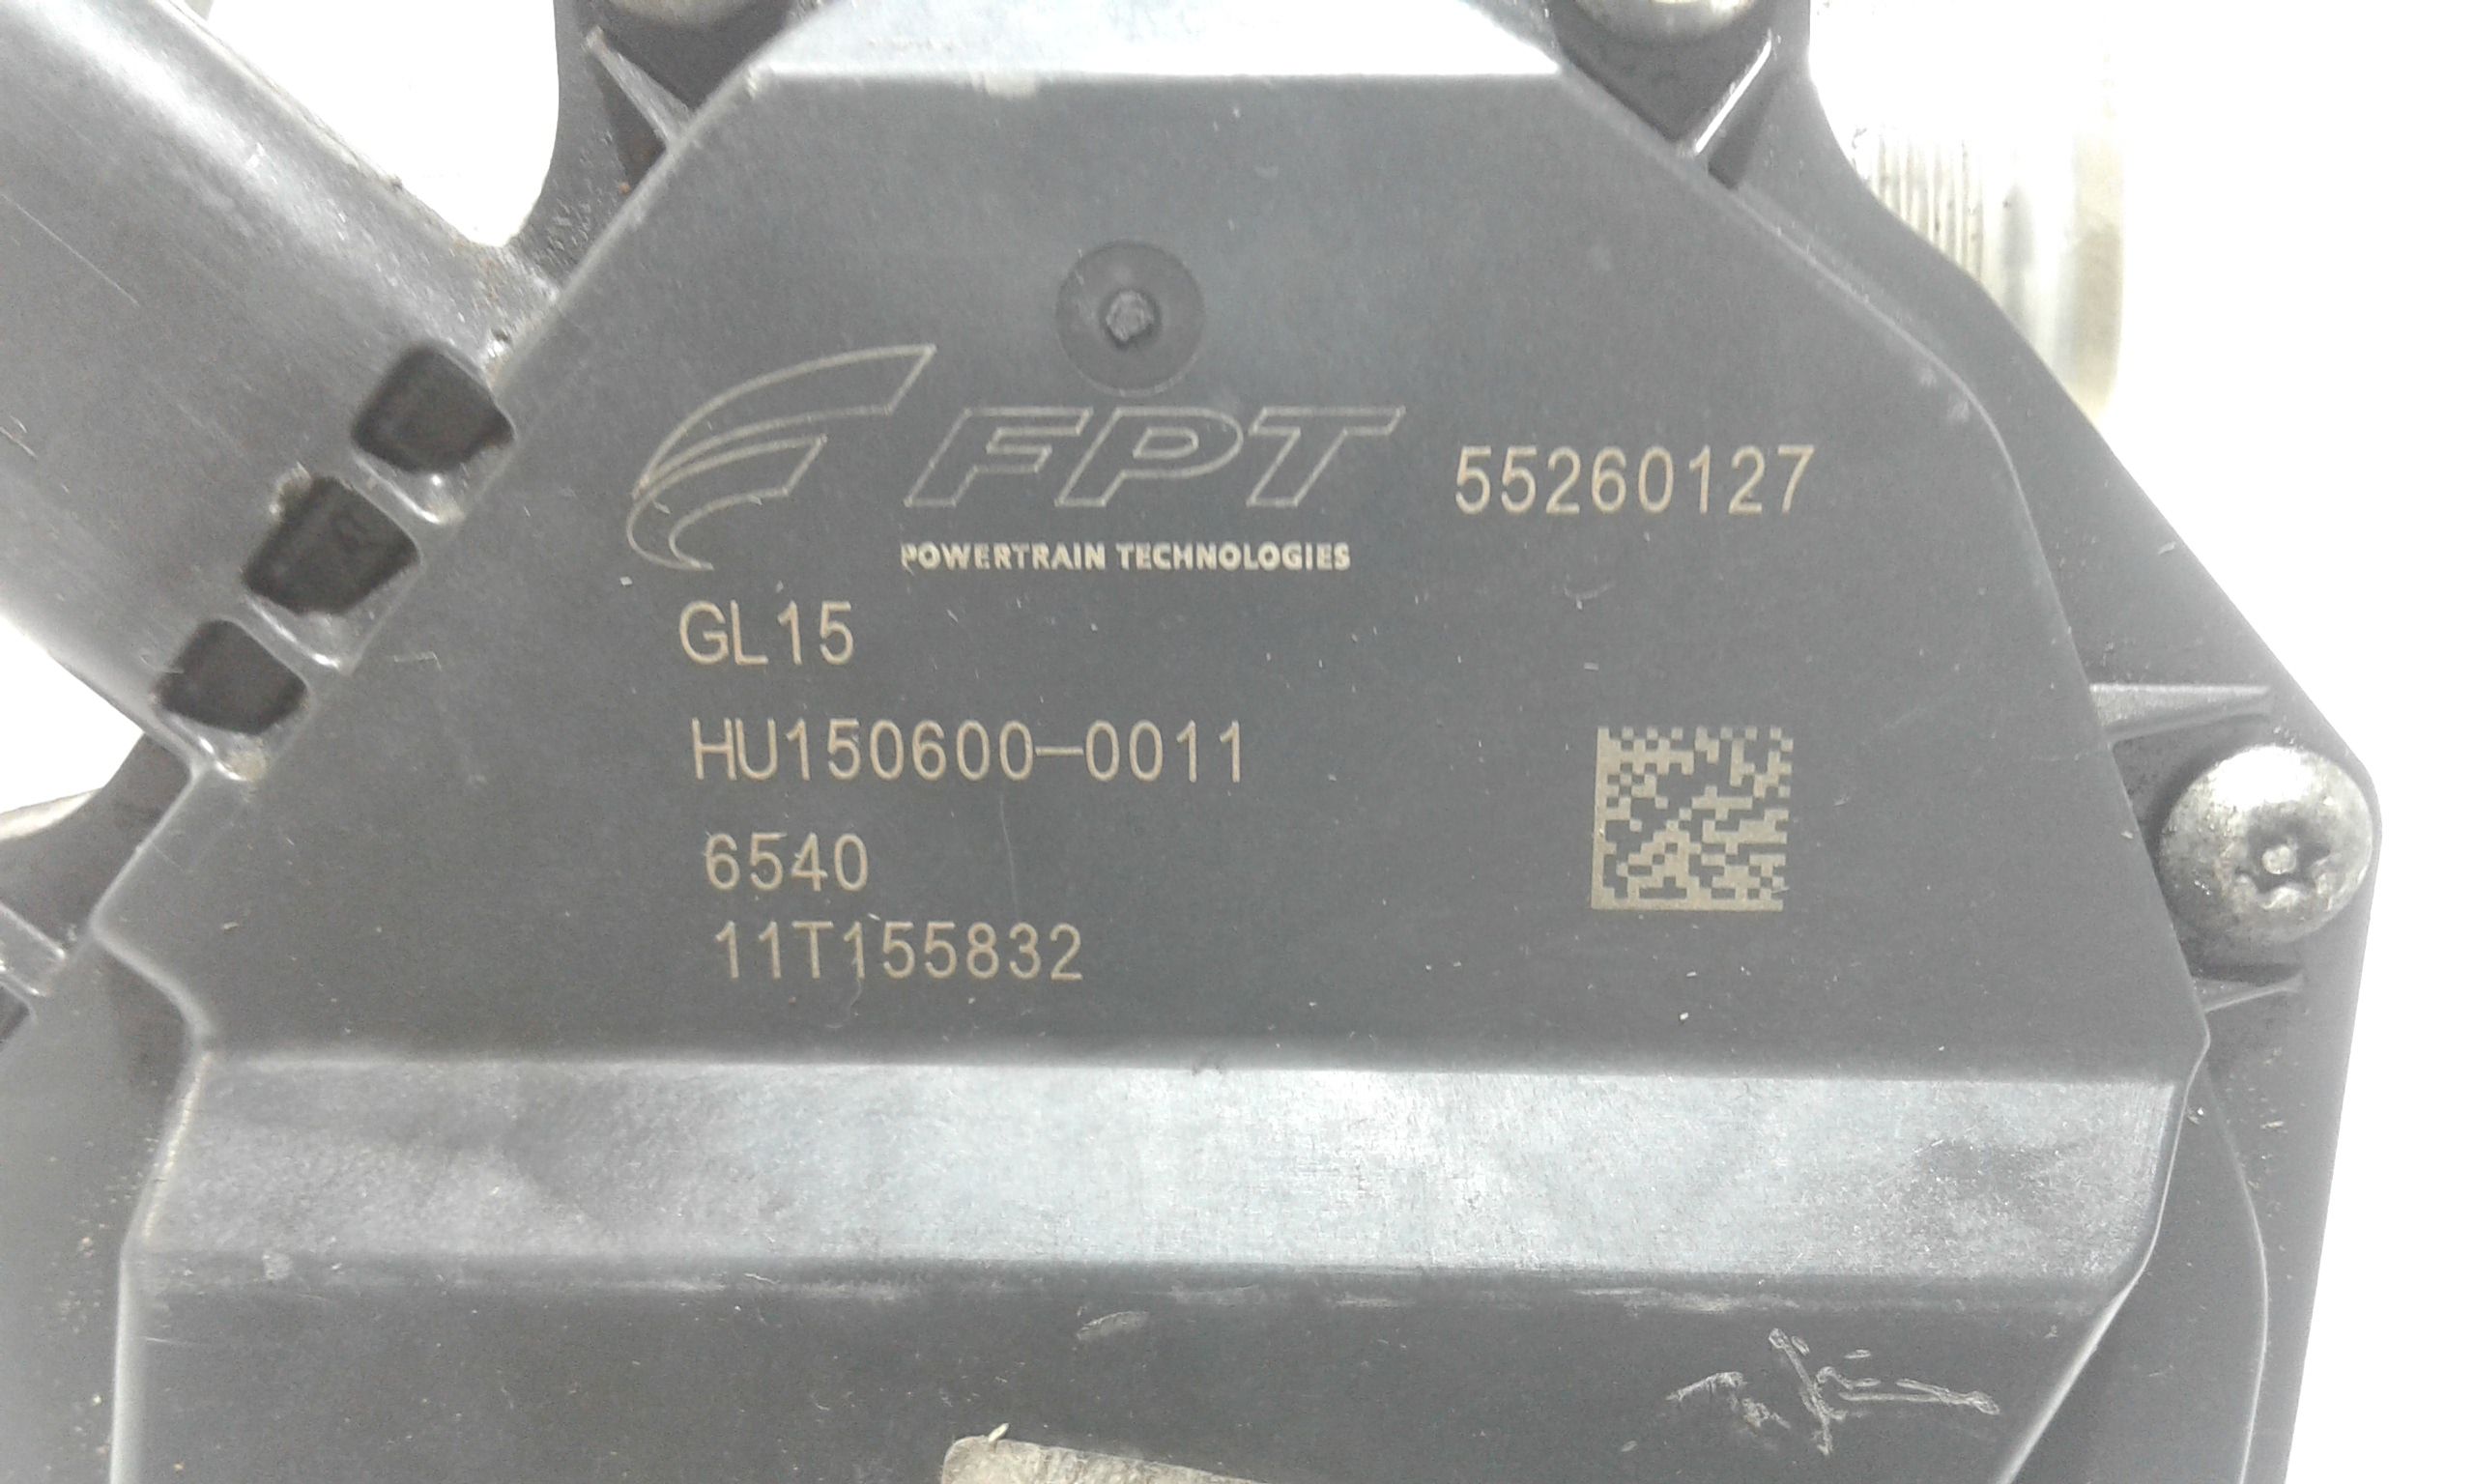 FPT 55260127
POWERTRAIN TECHNOLOGIES
GL15
HU150600-0011
6540
11T155832